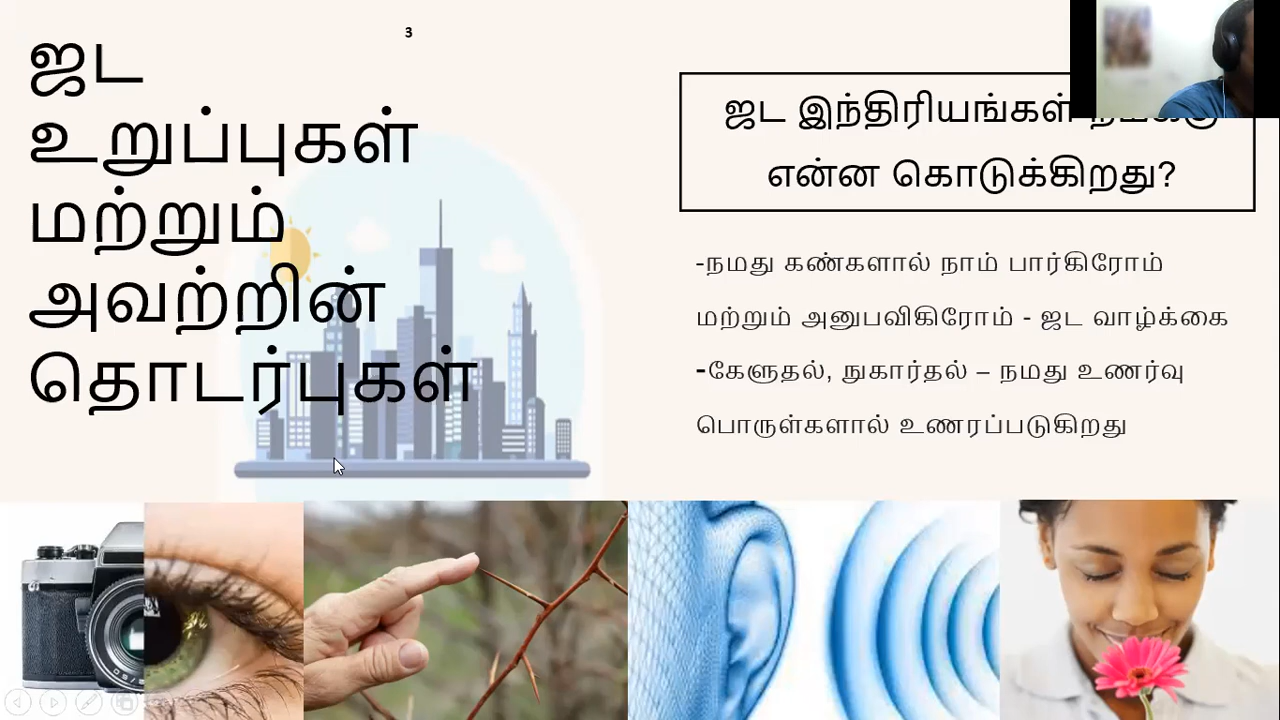 3
ஜட
உறுப்புகள்
மற்றும்
அவற்றின்
தொடர்புகள்
ஜட இந்திரியங்கள்
என்ன கொடுக்கிறது?
-நமது கண்களால் நாம் பார்கிரோம்
மற்றும் அனுபவிகிரோம் - ஜட வாழ்க்கை
-கேளுதல், நுகார்தல் – நமது உணர்வு
பொருள்களால் உணரப்படுகிறது